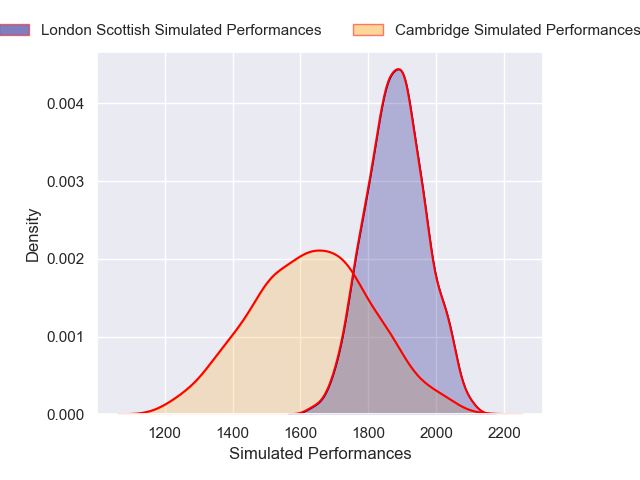 London Scottish Simulated Performances
Cambridge Simulated Performances
0.004
0.003
0.002
0.001
0.000
Density
1200 1400 1600 1800 2000 2200
Simulated Performances